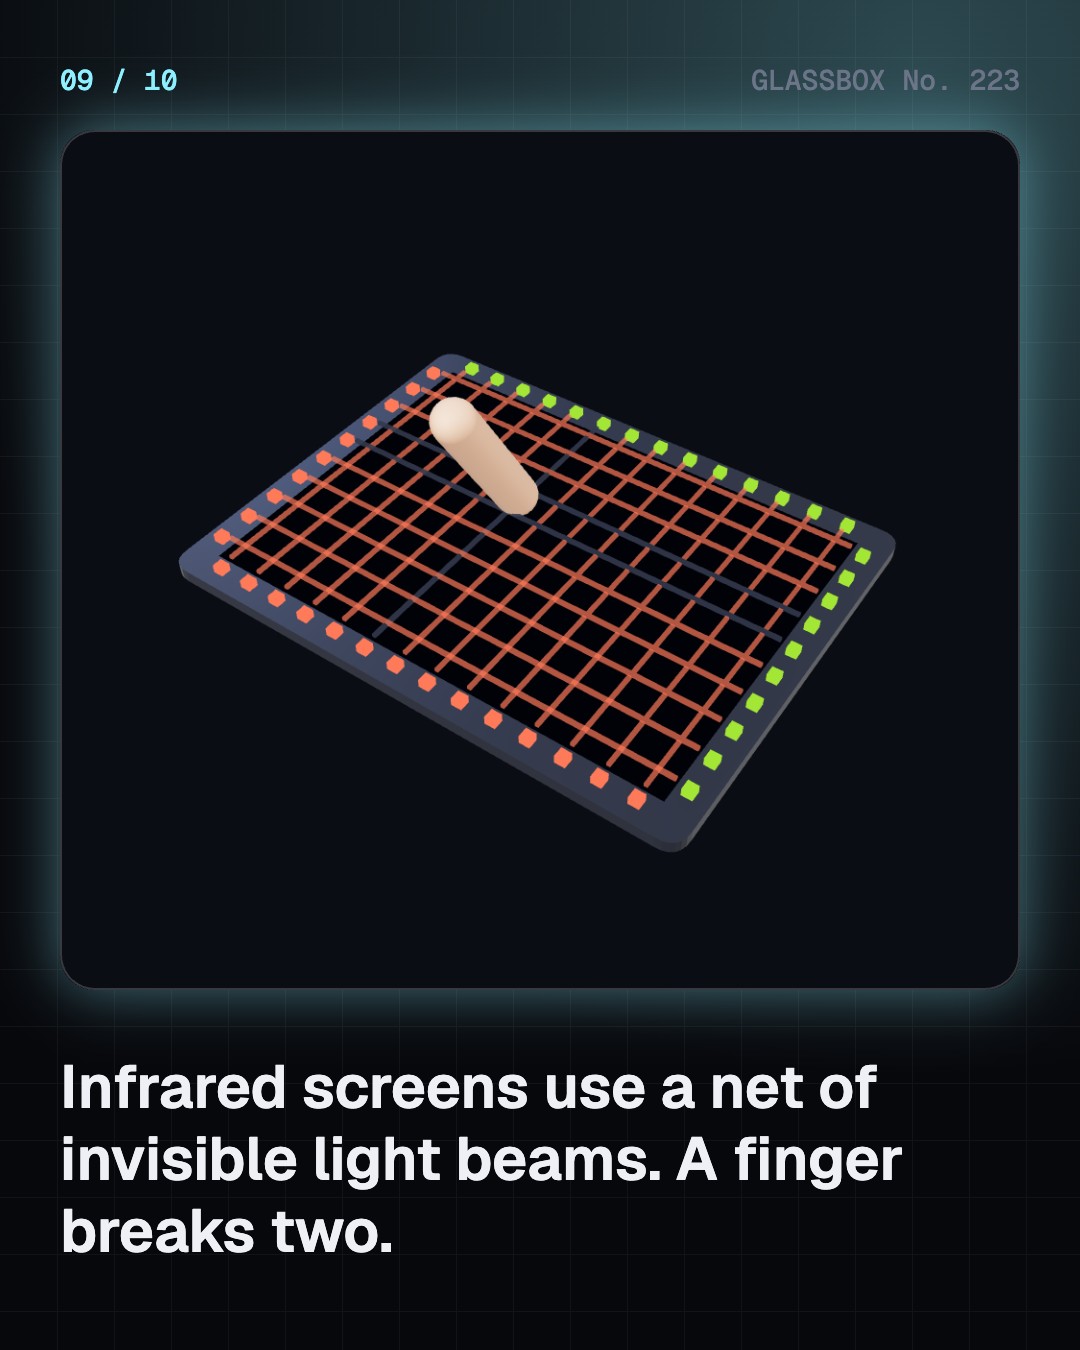 09 / 10
GLASSBOX No. 223
Infrared screens use a net of
invisible light beams. A finger
breaks two.